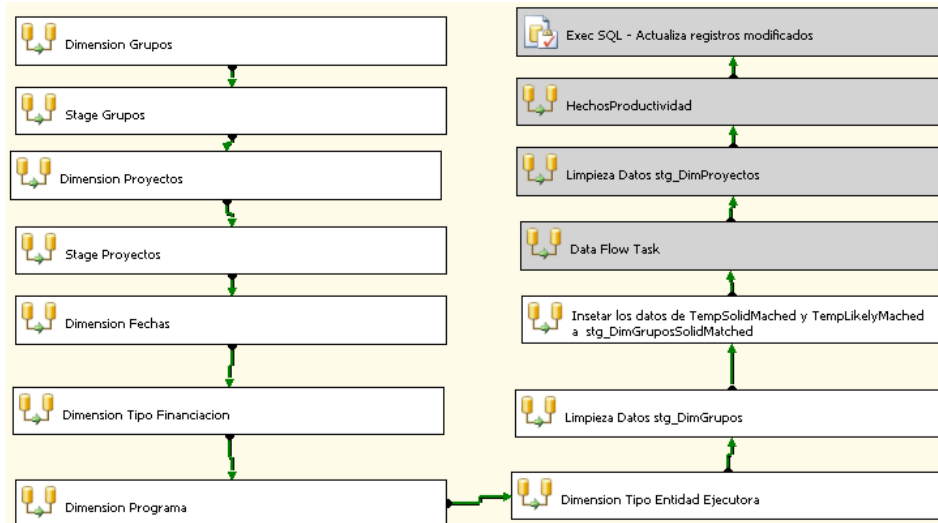 Dimension Grupos
Stage Grupos
Dimension Proyectos
Stage Proyectos
Dimension Fechas
Dimension Tipo Financiacion
Dimension Programa
Exec SQL - Actualiza registros modificados
HechosProductividad
Limpieza Datos stg_DimProyectos
Data Flow Task
Insetar los datos de TempSolidMached y TempLikelyMached
a stg_DimGruposSolidMatched
Limpieza Datos stg_DimGrupos
Dimension Tipo Entidad Ejecutora